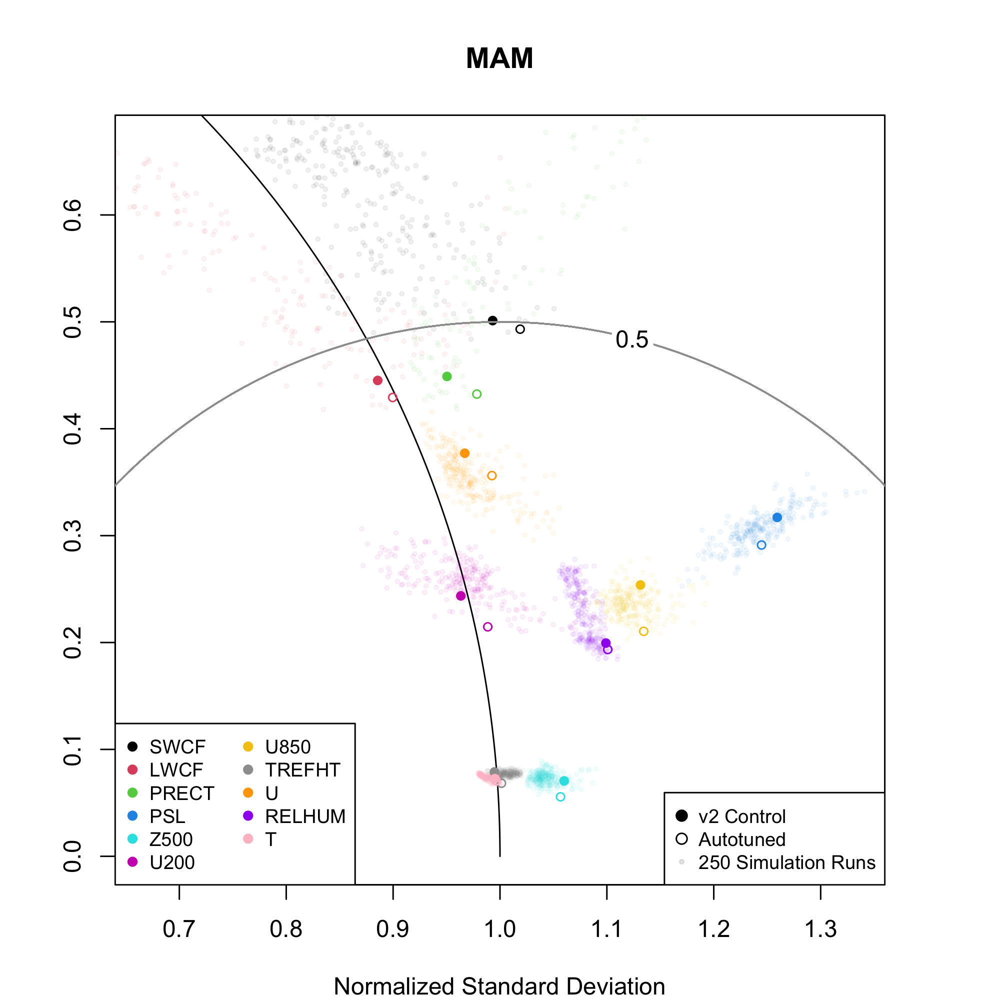 MAM
0.6
0.5
0.4
0.3
0.2
0.1
0.0
0.5
SWCF
LWCF
PRECT
PSL
Z500
U200
U850
TREFHT
U
RELHUM
T
v2 Control
Autotuned
250 Simulation Runs
0.7 0.8 0.9 1.0 1.1 1.2 1.3
Normalized Standard Deviation